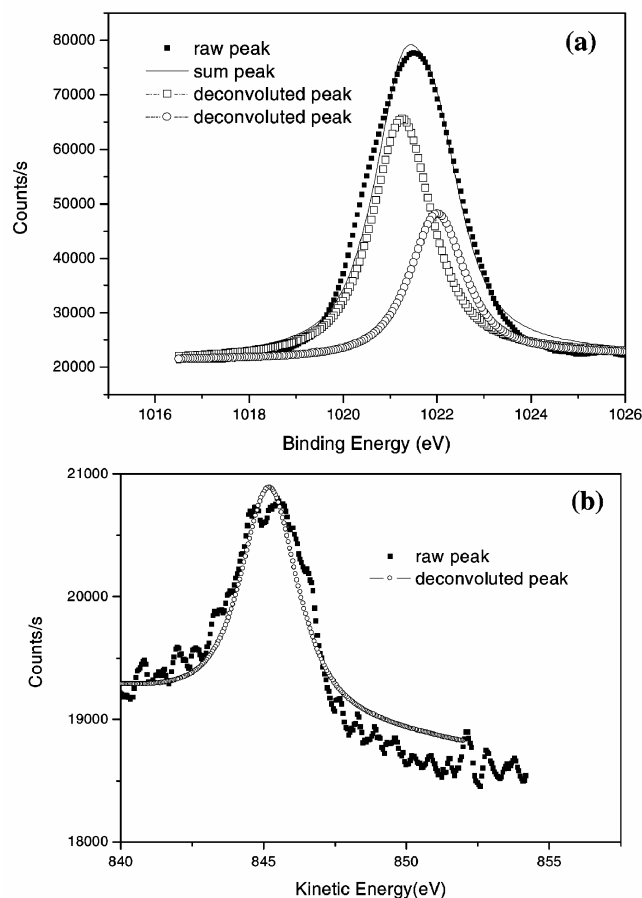 (a)
raw peak
sum peak
deconvoluted peak
deconvoluted peak
80000
70000
60000
50000
40000
30000
20000
Counts/s
1016
1018
1020
1022
1024
1026
Binding Energy (eV)
(b)
raw peak
deconvoluted peak
21000
20000
19000
18000
Counts/s
840
845
850
855
Kinetic Energy(eV)